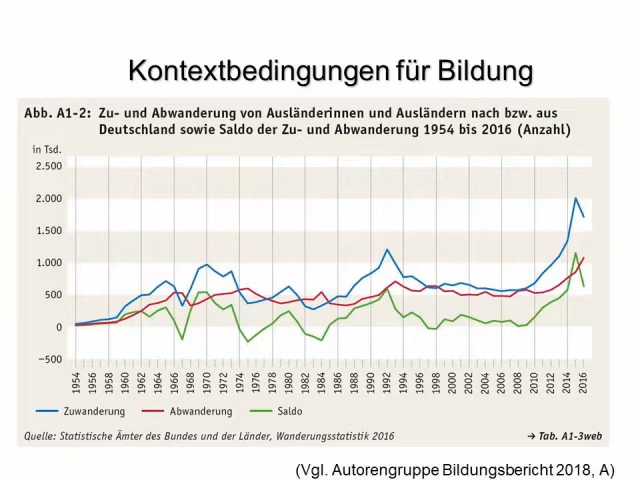 Kontextbedingungen für Bildung
Abb. A1-2: Zu- und Abwanderung von Ausländerinnen und Ausländern nach bzw. aus
Deutschland sowie Saldo der Zu- und Abwanderung 1954 bis 2016 (Anzahl)
in Tsd.
2.500
2.000
1.500
1.000
500
0
−500
1954 1956 1958 1960 1962 1964 1966 1968 1970 1972 1974 1976 1978 1980 1982 1984 1986 1988 1990 1992 1994 1996 1998 2000 2002 2004 2006 2008 2010 2012 2014 2016
Zuwanderung Abwanderung Saldo
Quelle: Statistische Ämter des Bundes und der Länder, Wanderungsstatistik 2016 → Tab. A1-3web
(Vgl. Autorengruppe Bildungsbericht 2018, A)